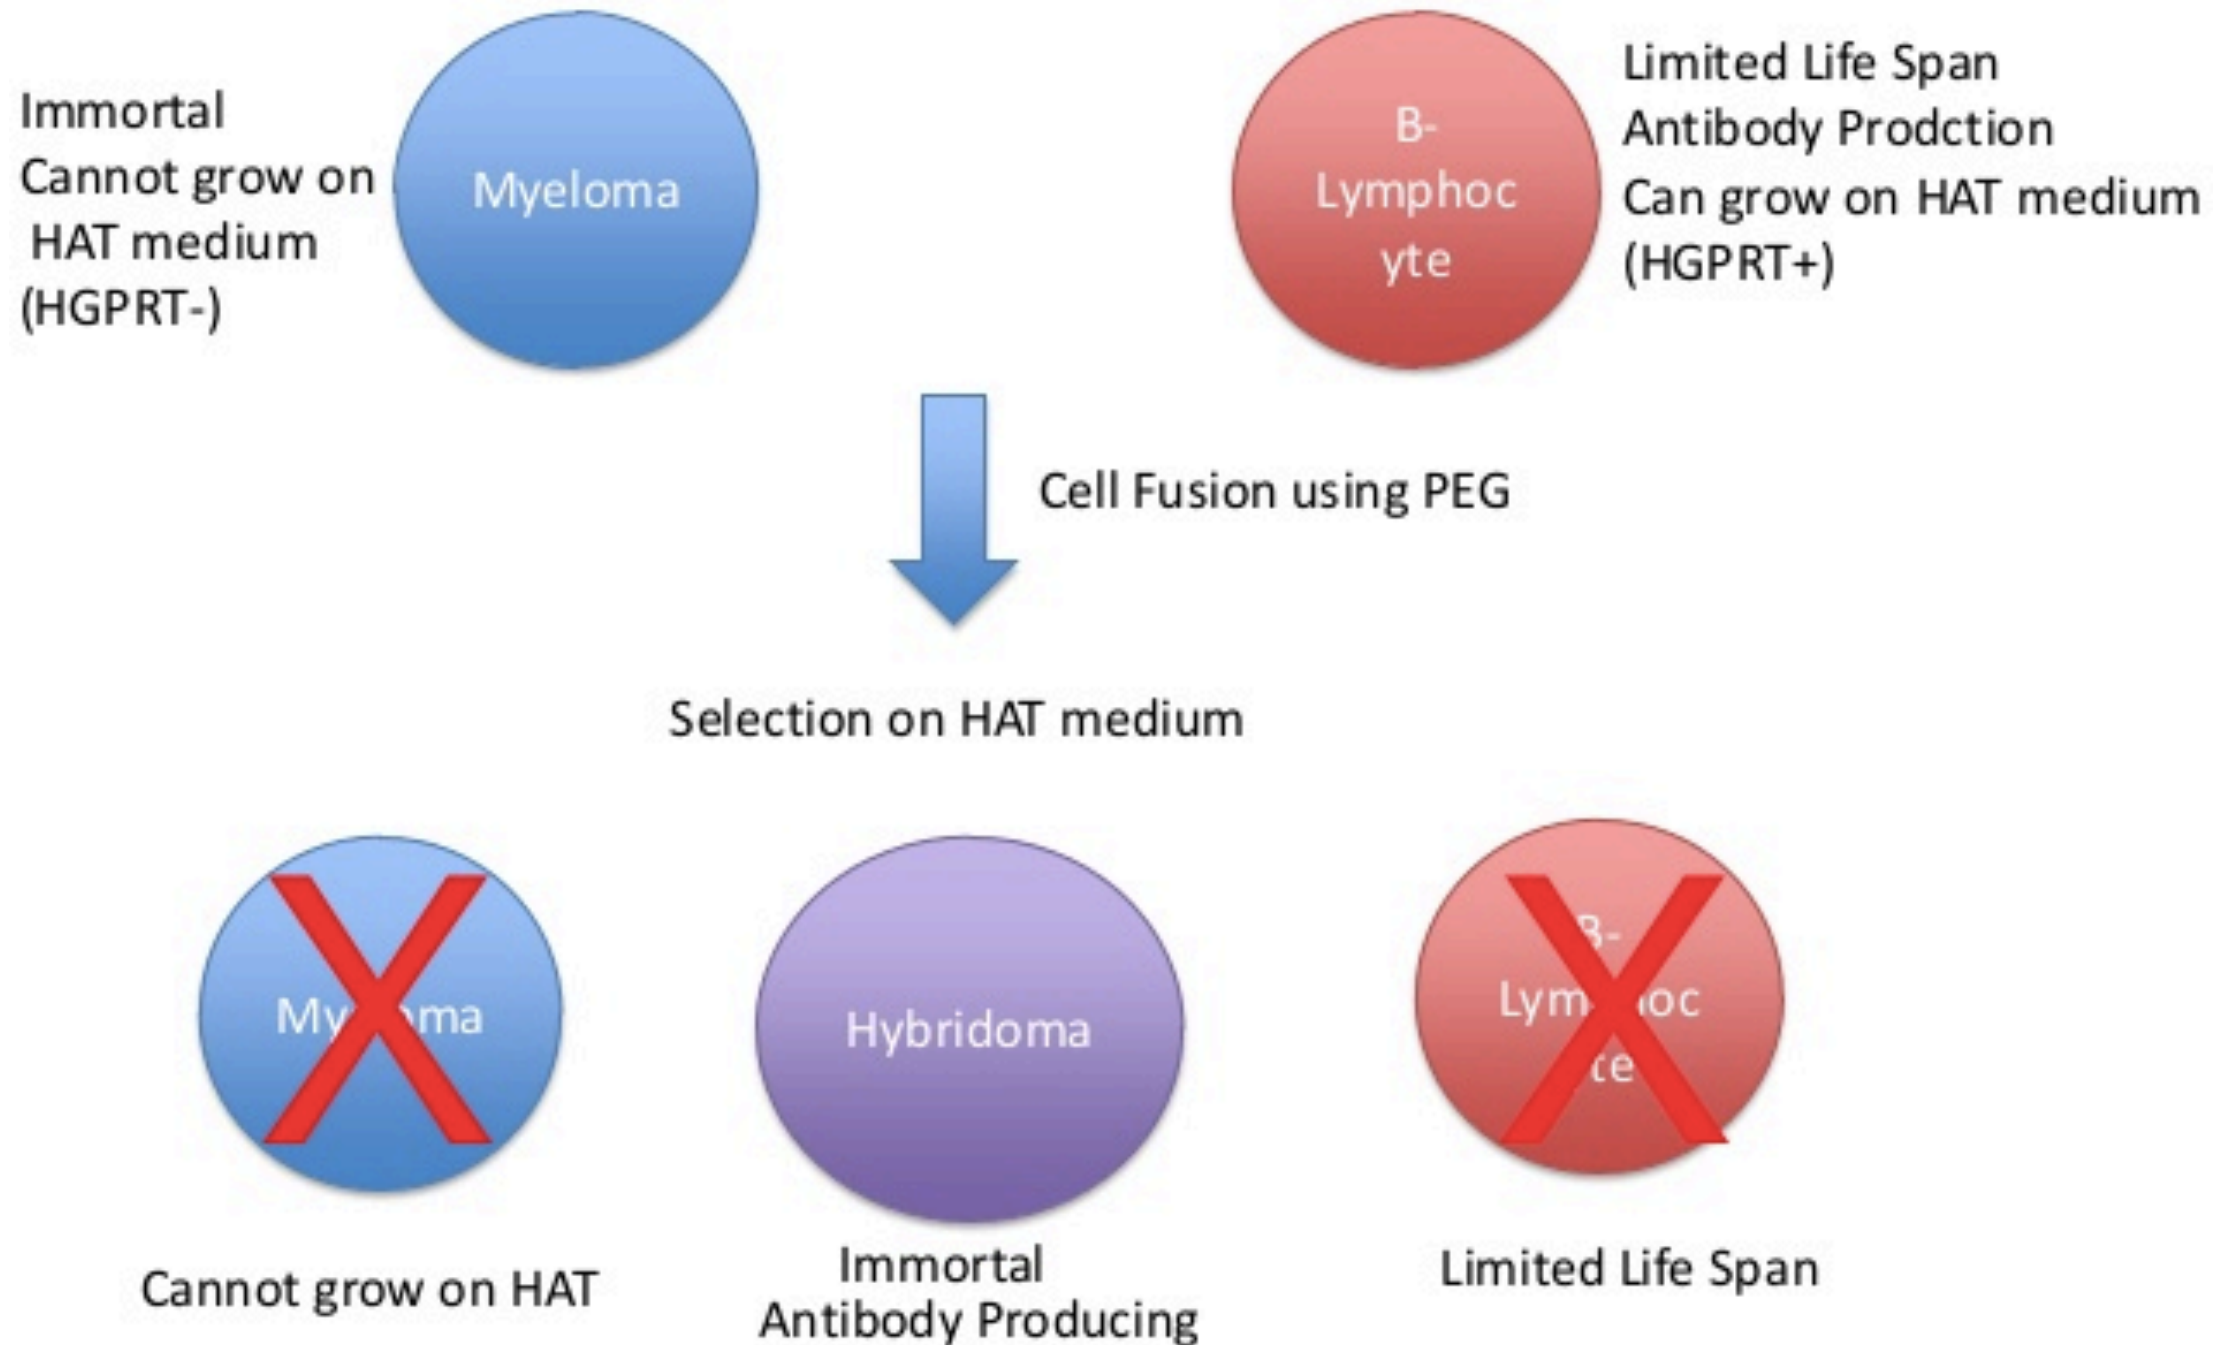 Immortal
Cannot grow on
HAT medium
(HGPRT-)
Myeloma
B-
Lymphoc
yte
Limited Life Span
Antibody Prodction
Can grow on HAT medium
(HGPRT+)
Cell Fusion using PEG
Selection on HAT medium
Hybridoma
B-
Cannot grow on HAT
Immortal
Antibody Producing
Limited Life Span